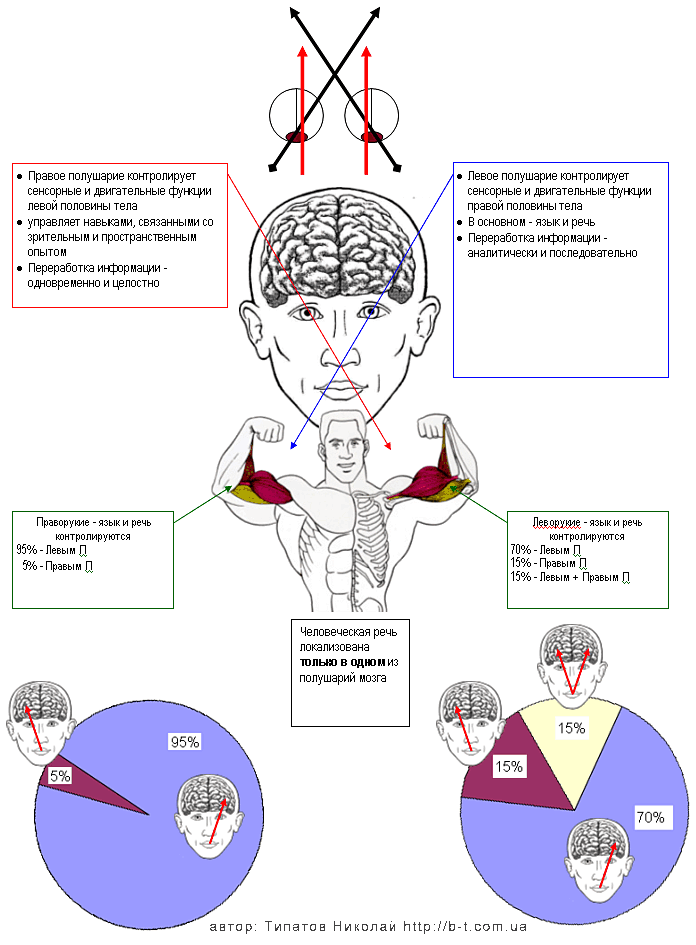 ● Правое полушарие контролирует
сенсорные и двигательные функции
левой половины тела
● управляет навыками, связанными со
зрительным и пространственным
опытом
● Переработка информации -
одновременно и целостно
● Левое полушарие контролирует
сенсорные и двигательные функции
правой половины тела
● В основном - язык и речь
● Переработка информации -
аналитически и последовательно
Праворукие - язык и речь
контролируются
95% - Левым П
5% - Правым П
Леворукие - язык и речь
контролируются
70% - Левым П
15% - Правым П
15% - Левым + Правым П
Человеческая речь
локализована
только в одном из
полушарий мозга
95%
5%
15%
15%
70%
автор: Типатов Николай http://b-t.com.ua